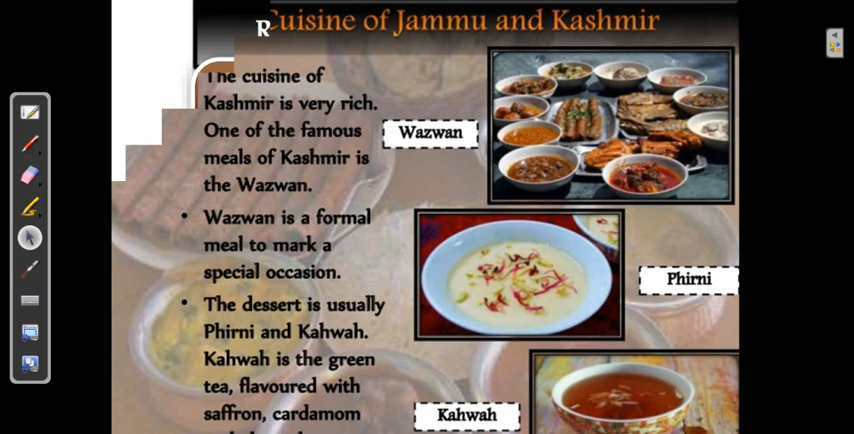 R
Cuisine of Jammu and Kashmir
The cuisine of
Kashmir is very rich.
One of the famous
meals of Kashmir is
the Wazwan.
• Wazwan is a formal
meal to mark a
special occasion.
• The dessert is usually
Phirni and Kahwah.
Kahwah is the green
tea, flavoured with
saffron, cardamom
Wazwan
Phirni
Kahwah